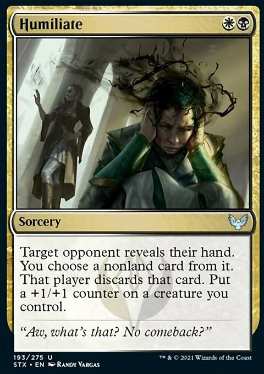 Humiliate
Sorcery
Target opponent reveals their hand.
You choose a nonland card from it.
That player discards that card. Put
a +1/+1 counter on a creature you
control.
"Aw, what's that? No comeback?"
193/275 U
STX • EN RANDY VARGAS
™ & © 2021 Wizards of the Coast